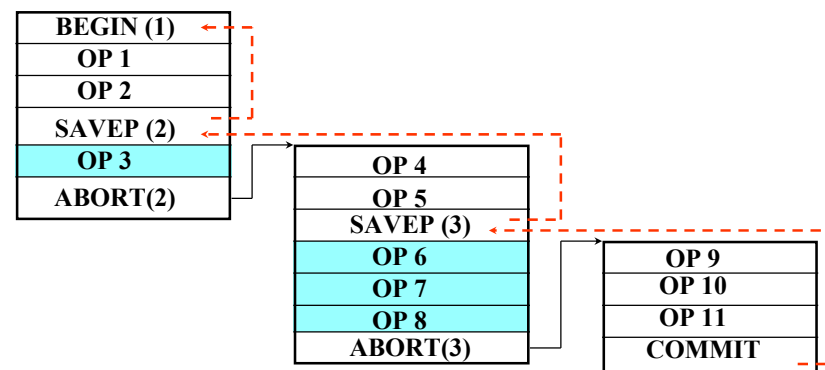 BEGIN (1)
OP 1
OP 2
SAVEP (2)
OP 3
ABORT(2)
OP 4
OP 5
SAVEP (3)
OP 6
OP 7
OP 8
ABORT(3)
OP 9
OP 10
OP 11
COMMIT